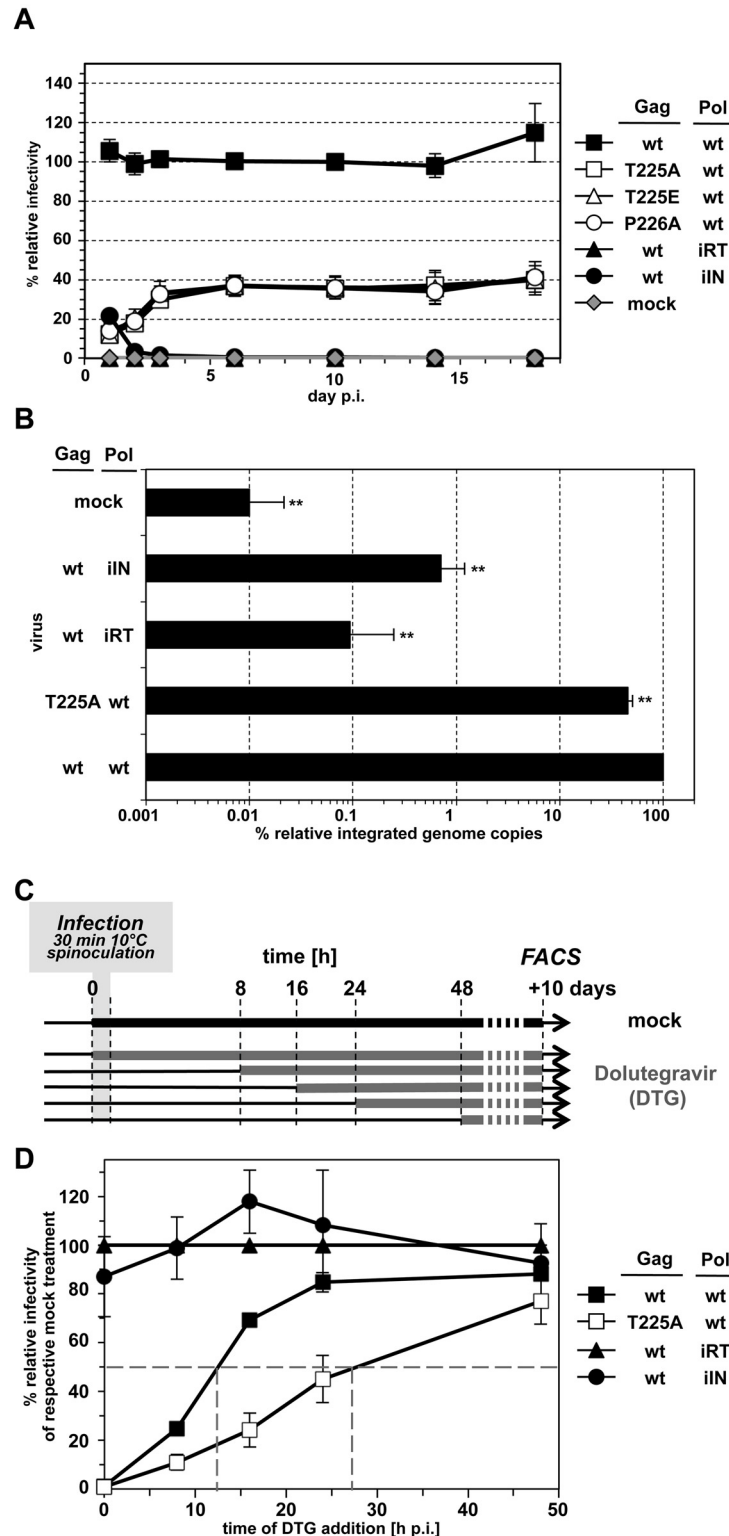 A
% relative infectivity
140
120
100
80
60
40
20
0
0 5 10 15
day p.i.
Gag Pol
wt wt
T225A wt
T225E wt
P226A wt
wt iRT
wt iIN
mock
B
Gag Pol
virus
mock
wt iIN
wt iRT
T225A wt
wt wt
**
**
**
**
0.001 0.01 0.1 1 10 100
% relative integrated genome copies
C
Infection
30 min 10°C
spinoculation
time [h]
FACS
0 8 16 24 48 +10 days
mock
Dolutegravir
(DTG)
D
% relative infectivity
of respective mock treatment
120
100
80
60
40
20
0
0 10 20 30 40 50
time of DTG addition [h p.i.]
Gag Pol
wt wt
T225A wt
wt iRT
wt iIN